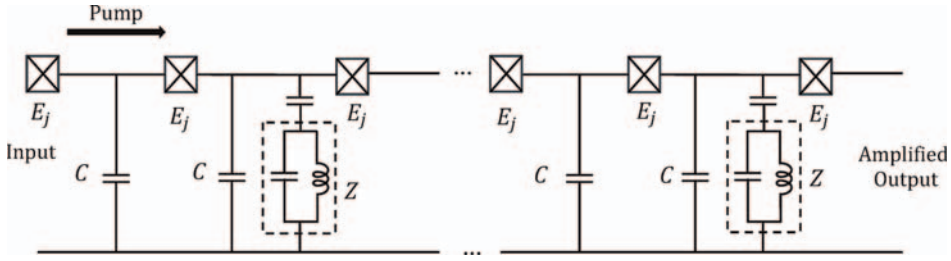 Pump
E_j E_j E_j ... E_j E_j E_j
Input
C C Z C C Z
Amplified
Output
...